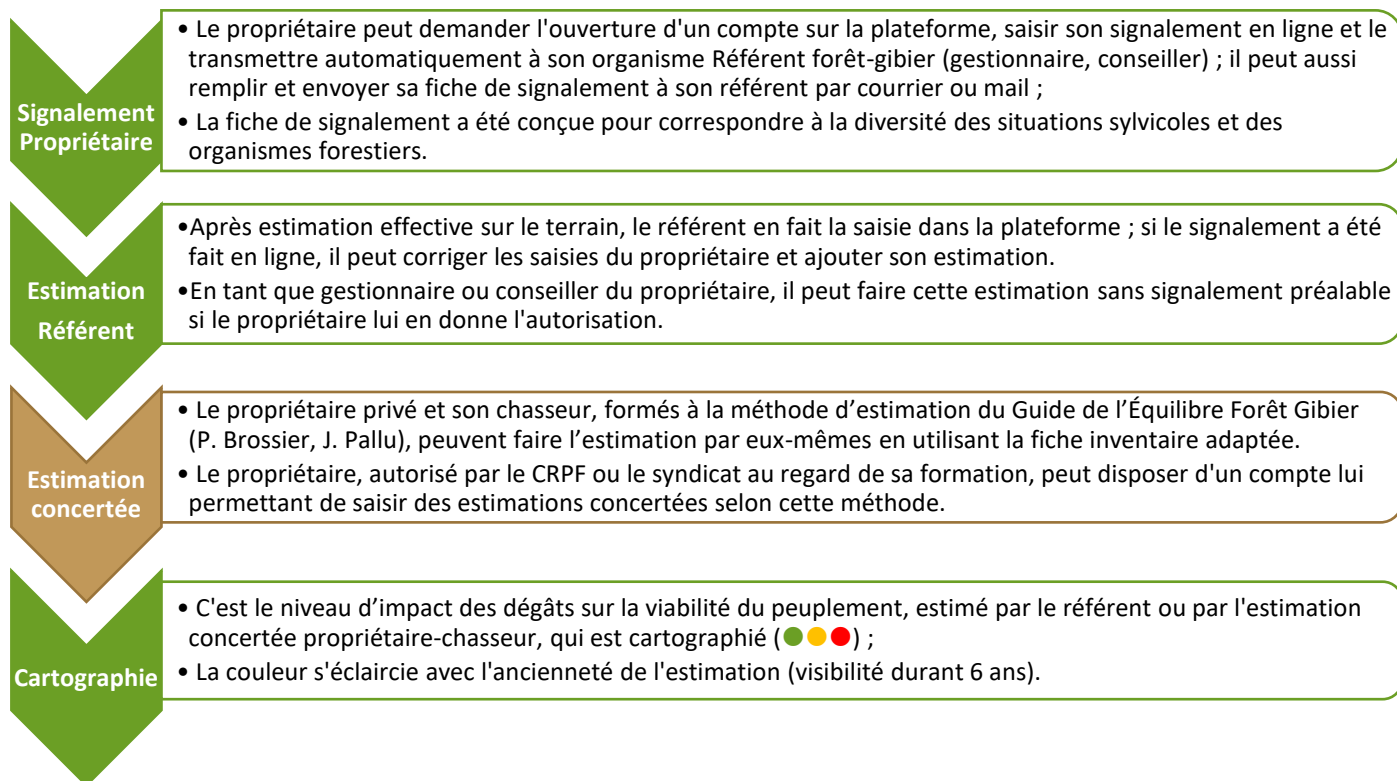 Signalement
Propriétaire
• Le propriétaire peut demander l'ouverture d'un compte sur la plateforme, saisir son signalement en ligne et le
transmettre automatiquement à son organisme Référent forêt-gibier (gestionnaire, conseiller) ; il peut aussi
remplir et envoyer sa fiche de signalement à son référent par courrier ou mail ;
• La fiche de signalement a été conçue pour correspondre à la diversité des situations sylvicoles et des
organismes forestiers.
Estimation
Référent
•Après estimation effective sur le terrain, le référent en fait la saisie dans la plateforme ; si le signalement a été
fait en ligne, il peut corriger les saisies du propriétaire et ajouter son estimation.
•En tant que gestionnaire ou conseiller du propriétaire, il peut faire cette estimation sans signalement préalable
si le propriétaire lui en donne l'autorisation.
Estimation
concertée
• Le propriétaire privé et son chasseur, formés à la méthode d’estimation du Guide de l’Équilibre Forêt Gibier
(P. Brossier, J. Pallu), peuvent faire l’estimation par eux-mêmes en utilisant la fiche inventaire adaptée.
• Le propriétaire, autorisé par le CRPF ou le syndicat au regard de sa formation, peut disposer d'un compte lui
permettant de saisir des estimations concertées selon cette méthode.
Cartographie
• C'est le niveau d’impact des dégâts sur la viabilité du peuplement, estimé par le référent ou par l'estimation
concertée propriétaire-chasseur, qui est cartographié (●●●) ;
• La couleur s'éclaircie avec l'ancienneté de l'estimation (visibilité durant 6 ans).